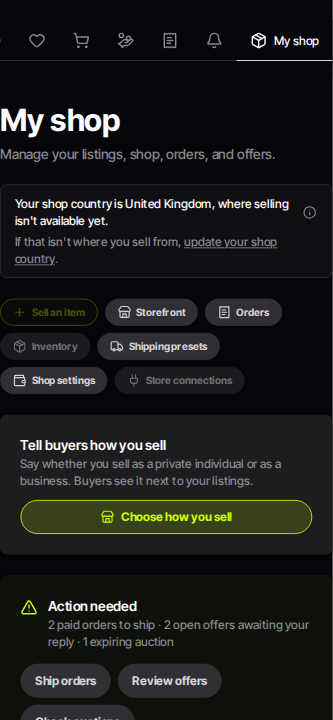 My shop
My shop
Manage your listings, shop, orders, and offers.
Your shop country is United Kingdom, where selling
isn't available yet.
If that isn't where you sell from, update your shop
country.
Sell an item
Storefront
Orders
Inventory
Shipping presets
Shop settings
Store connections
Tell buyers how you sell
Say whether you sell as a private individual or as a
business. Buyers see it next to your listings.
Choose how you sell
Action needed
2 paid orders to ship · 2 open offers awaiting your
reply · 1 expiring auction
Ship orders
Review offers
Check auctions